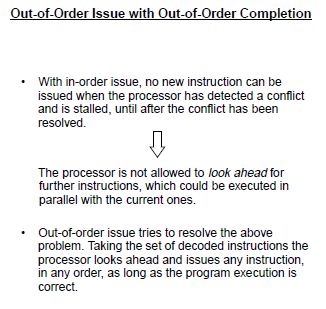 Out-of-Order Issue with Out-of-Order Completion
• With in-order issue, no new instruction can be
issued when the processor has detected a conflict
and is stalled, until after the conflict has been
resolved.
The processor is not allowed to look ahead for
further instructions, which could be executed in
parallel with the current ones.
• Out-of-order issue tries to resolve the above
problem. Taking the set of decoded instructions the
processor looks ahead and issues any instruction,
in any order, as long as the program execution is
correct.